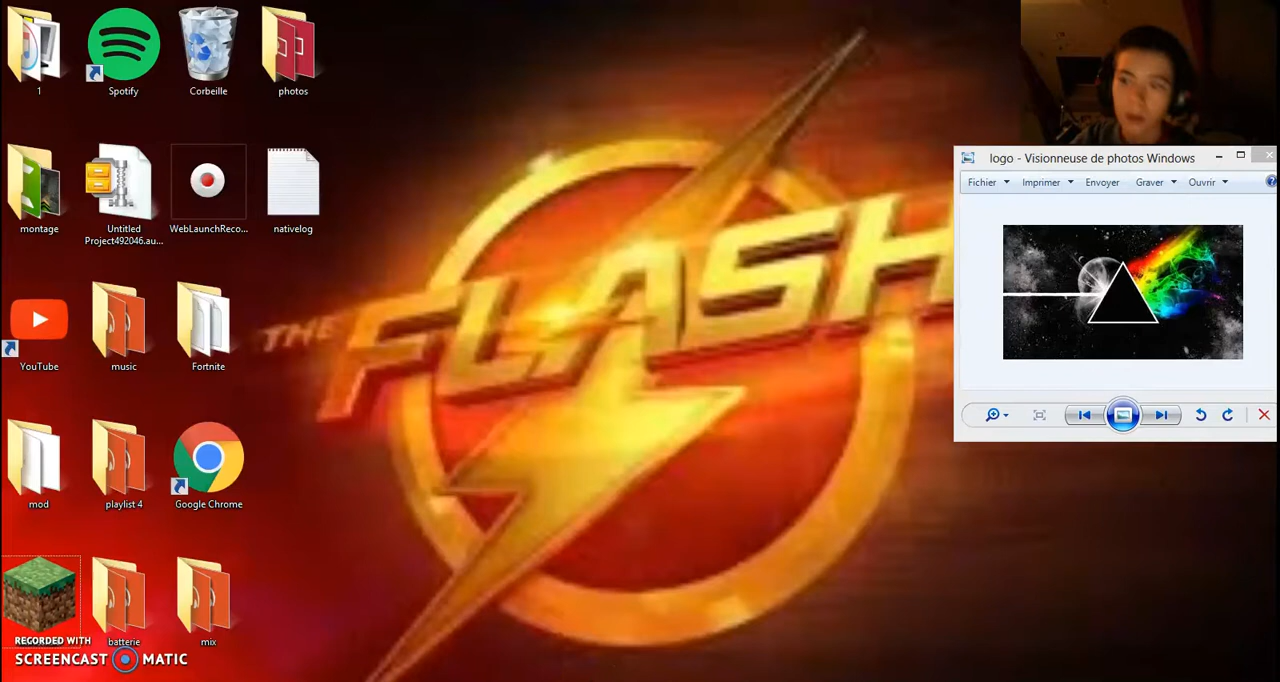 1
Spotify
Corbeille
photos
montage
Untitled
Project492046.au...
WebLaunchReco...
nativelog
YouTube
music
Fortnite
mod
playlist 4
Google Chrome
batterie
mix
RECORDED WITH
SCREENCAST MATIC
THE FLASH
logo - Visionneuse de photos Windows
Fichier Imprimer Envoyer Graver Ouvrir